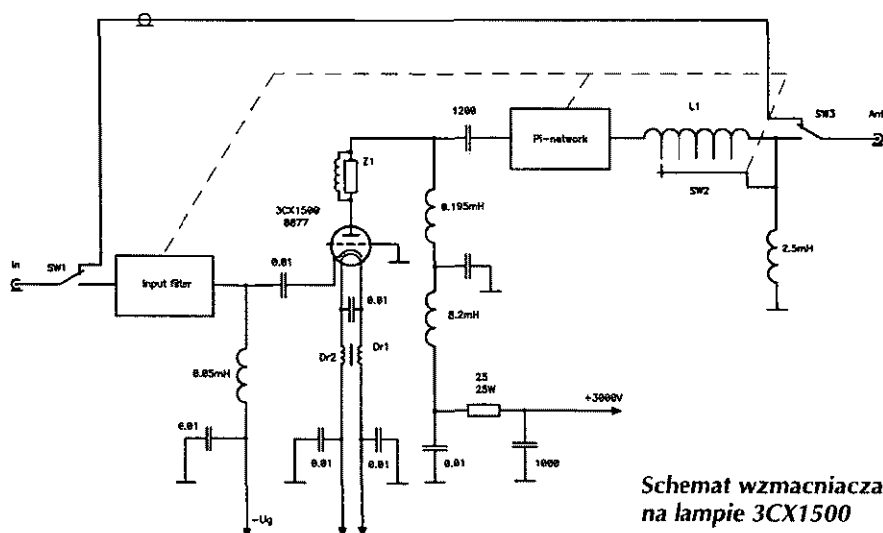 1200
L1
SW3
Ant
Z1
Pi-network
SW2
3CX1500
8877
0.195mH
In
SW1
0.01
2.5mH
Input filter
0.01
8.2mH
Dr2
Dr1
0.05mH
25
25W
+3000V
0.01
0.01
0.01
0.01
1000
-Ug
Schemat wzmacniacza
na lampie 3CX1500